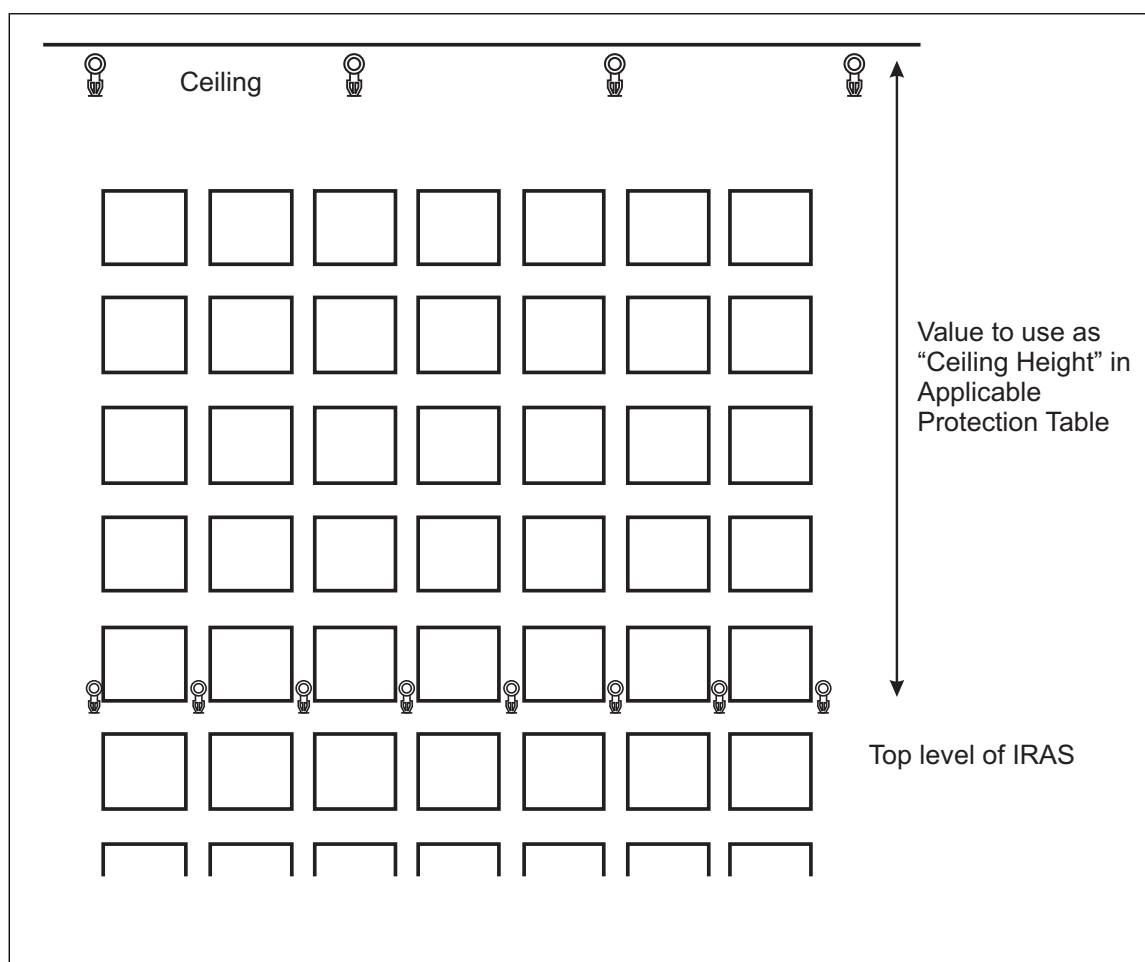 Ceiling
Value to use as
“Ceiling Height” in
Applicable
Protection Table
Top level of IRAS